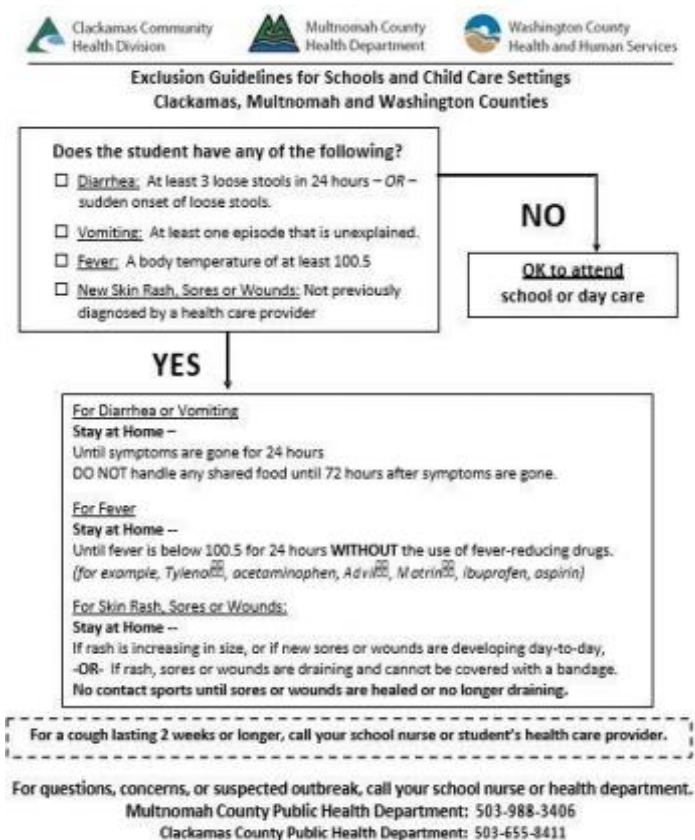 Clackamas Community
Health Division
Multnomah County
Health Department
Washington County
Health and Human Services
Exclusion Guidelines for Schools and Child Care Settings
Clackamas, Multnomah and Washington Counties
Does the student have any of the following?
☐ Diarrhea: At least 3 loose stools in 24 hours – OR –
sudden onset of loose stools.
☐ Vomiting: At least one episode that is unexplained.
☐ Fever: A body temperature of at least 100.5
☐ New Skin Rash, Sores or Wounds: Not previously
diagnosed by a health care provider
NO
OK to attend
school or day care
YES
For Diarrhea or Vomiting
Stay at Home –
Until symptoms are gone for 24 hours
DO NOT handle any shared food until 72 hours after symptoms are gone.
For Fever
Stay at Home --
Until fever is below 100.5 for 24 hours WITHOUT the use of fever-reducing drugs.
(for example, Tylenol, acetaminophen, Advil, Motrin, ibuprofen, aspirin)
For Skin Rash, Sores or Wounds:
Stay at Home --
If rash is increasing in size, or if new sores or wounds are developing day-to-day,
-OR- If rash, sores or wounds are draining and cannot be covered with a bandage.
No contact sports until sores or wounds are healed or no longer draining.
For a cough lasting 2 weeks or longer, call your school nurse or student's health care provider.
For questions, concerns, or suspected outbreak, call your school nurse or health department.
Multnomah County Public Health Department: 503-988-3406
Clackamas County Public Health Department: 503-655-8411